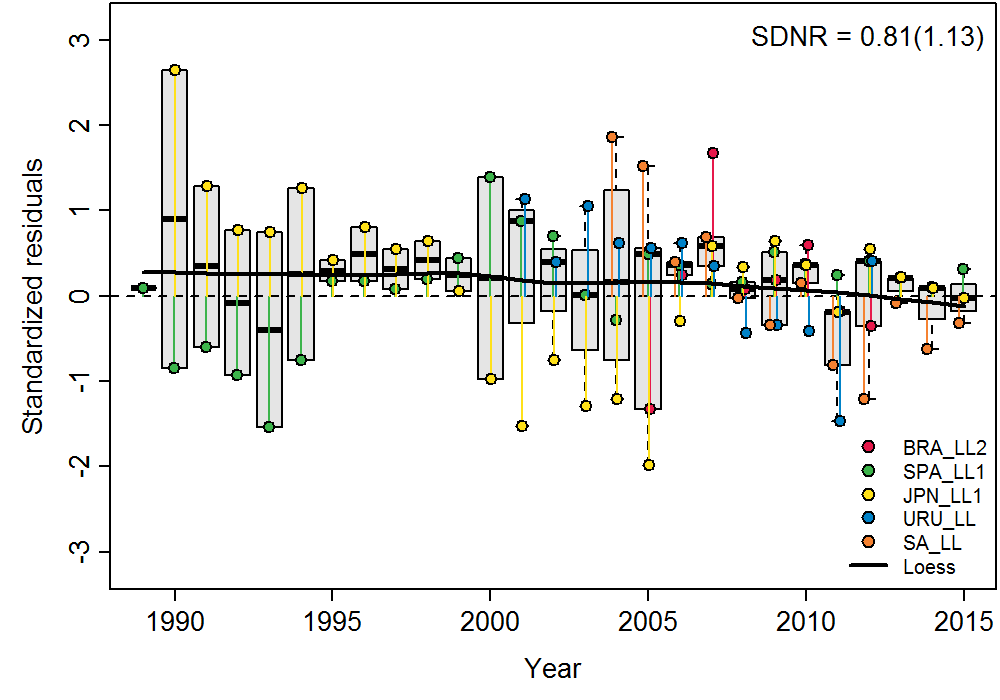 SDNR = 0.81(1.13)
Standardized residuals
3
2
1
0
-1
-2
-3
BRA_LL2
SPA_LL1
JPN_LL1
URU_LL
SA_LL
Loess
1990 1995 2000 2005 2010 2015
Year